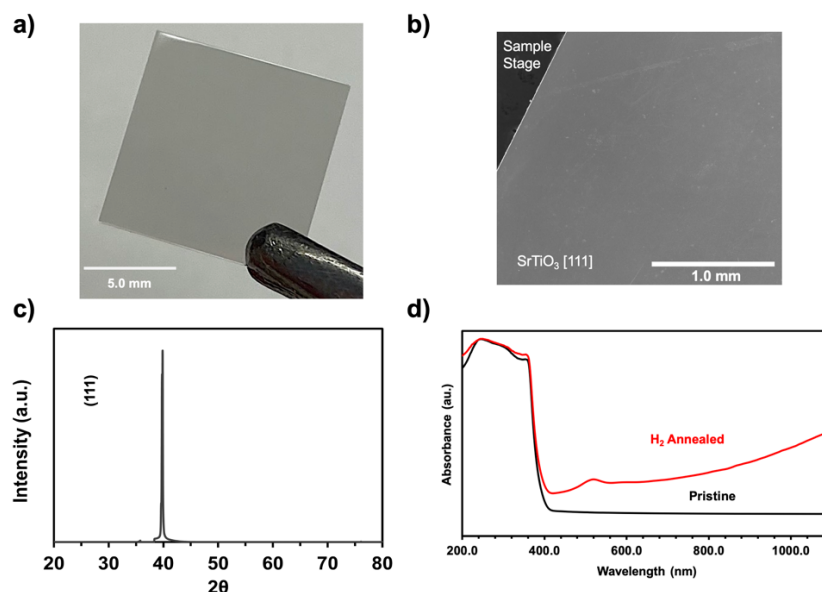 a)
5.0 mm
b)
Sample
Stage
SrTiO₃ [111]
1.0 mm
c)
Intensity (a.u.)
(111)
20 30 40 50 60 70 80
2θ
d)
Absorbance (au.)
H₂ Annealed
Pristine
200.0 400.0 600.0 800.0 1000.0
Wavelength (nm)